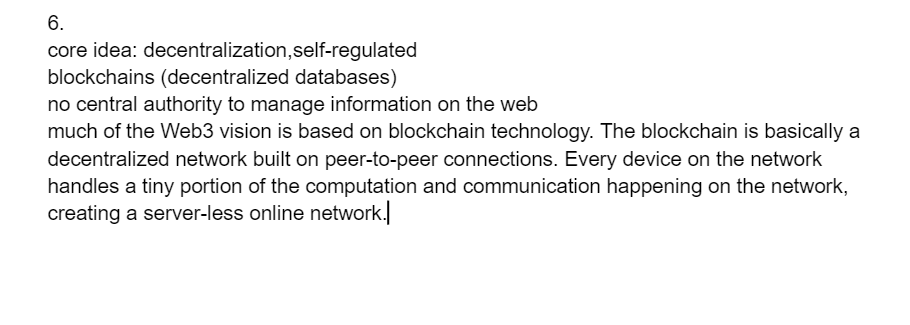 6.
core idea: decentralization,self-regulated
blockchains (decentralized databases)
no central authority to manage information on the web
much of the Web3 vision is based on blockchain technology. The blockchain is basically a
decentralized network built on peer-to-peer connections. Every device on the network
handles a tiny portion of the computation and communication happening on the network,
creating a server-less online network.